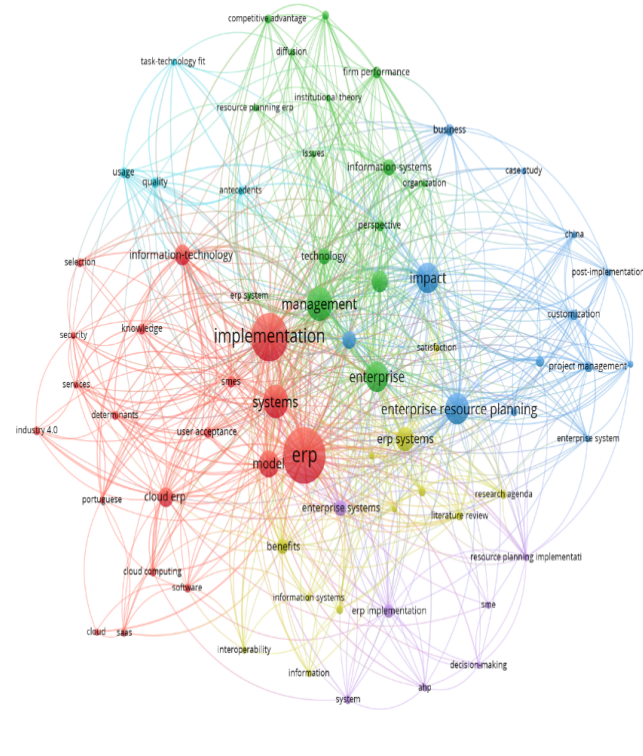 competitive advantage
diffusion
task-technology fit
firm performance
institutional theory
resource planning erp
business
issues
information systems
case study
usage
quality
organization
antecedents
perspective
china
information-technology
technology
selection
post-implementation
impact
erp system
management
customization
knowledge
implementation
security
satisfaction
project management
smes
enterprise
services
systems
enterprise resource planning
determinants
industry 4.0
user acceptance
erp systems
enterprise system
erp
model
cloud erp
research agenda
portuguese
enterprise systems
literature review
benefits
resource planning implementati
cloud computing
software
information systems
sme
erp implementation
cloud
saas
interoperability
decision-making
information
ahp
system